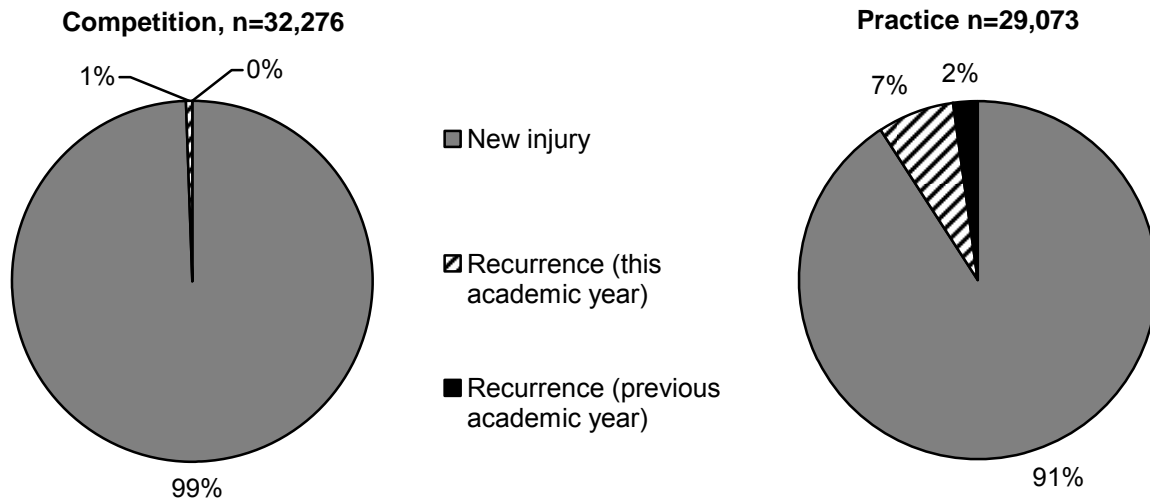 Competition, n=32,276
1%
0%
99%
New injury
Recurrence (this
academic year)
Recurrence (previous
academic year)
Practice n=29,073
7%
2%
91%